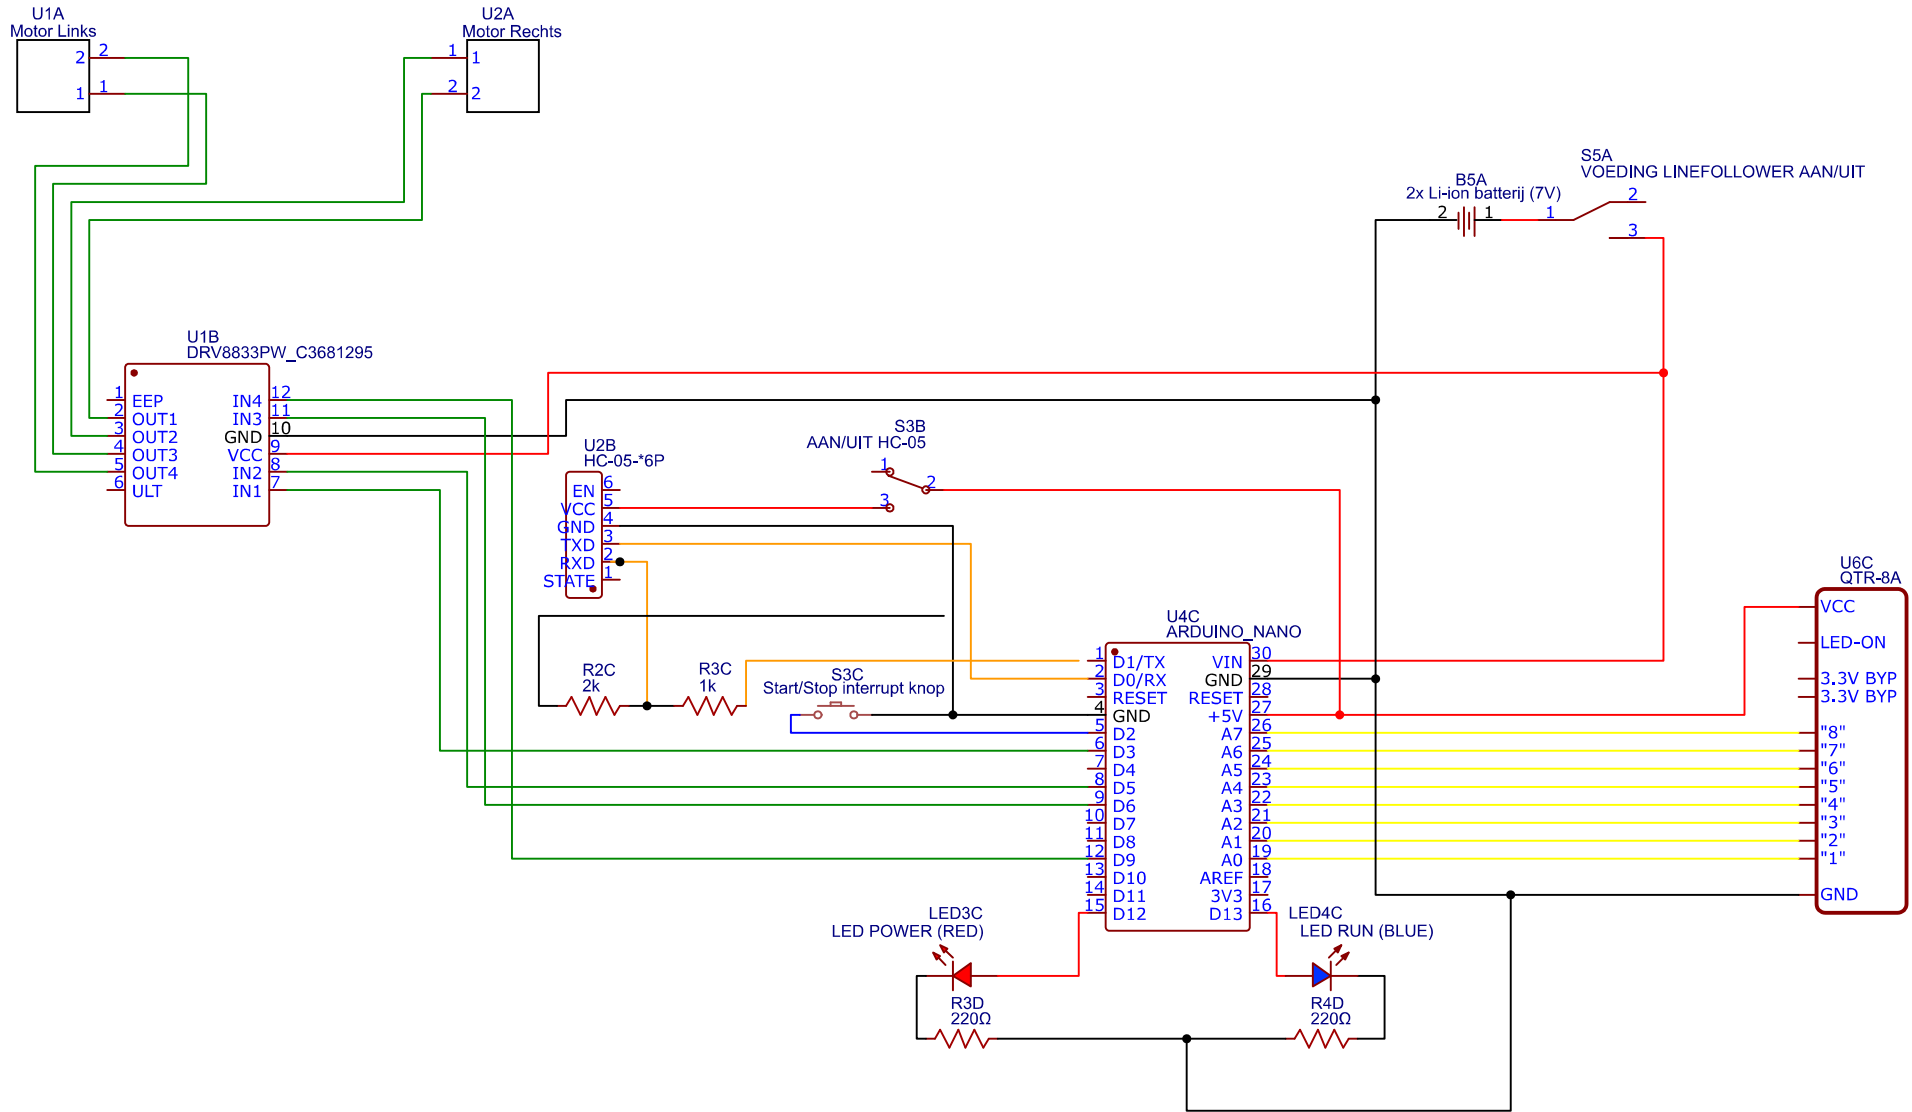 U1A
Motor Links
2 2
1 1
U2A
Motor Rechts
1 1
2 2
S5A
VOEDING LINEFOLLOWER AAN/UIT
B5A
2x Li-ion batterij (7V)
2 1
1 2
3
U1B
DRV8833PW_C3681295
1 EEP IN4 12
2 OUT1 IN3 11
3 OUT2 GND 10
4 OUT3 VCC 9
5 OUT4 IN2 8
6 ULT IN1 7
S3B
AAN/UIT HC-05
1
2
3
U2B
HC-05-*6P
EN 6
VCC 5
GND 4
TXD 3
RXD 2
STATE 1
R2C
2k
R3C
1k
S3C
Start/Stop interrupt knop
U4C
ARDUINO_NANO
1 D1/TX VIN 30
2 D0/RX GND 29
3 RESET RESET 28
4 GND +5V 27
5 D2 A7 26
6 D3 A6 25
7 D4 A5 24
8 D5 A4 23
9 D6 A3 22
10 D7 A2 21
11 D8 A1 20
12 D9 A0 19
13 D10 AREF 18
14 D11 3V3 17
15 D12 D13 16
U6C
QTR-8A
VCC
LED-ON
3.3V BYP
3.3V BYP
"8"
"7"
"6"
"5"
"4"
"3"
"2"
"1"
GND
LED3C
LED POWER (RED)
LED4C
LED RUN (BLUE)
R3D
220Ω
R4D
220Ω